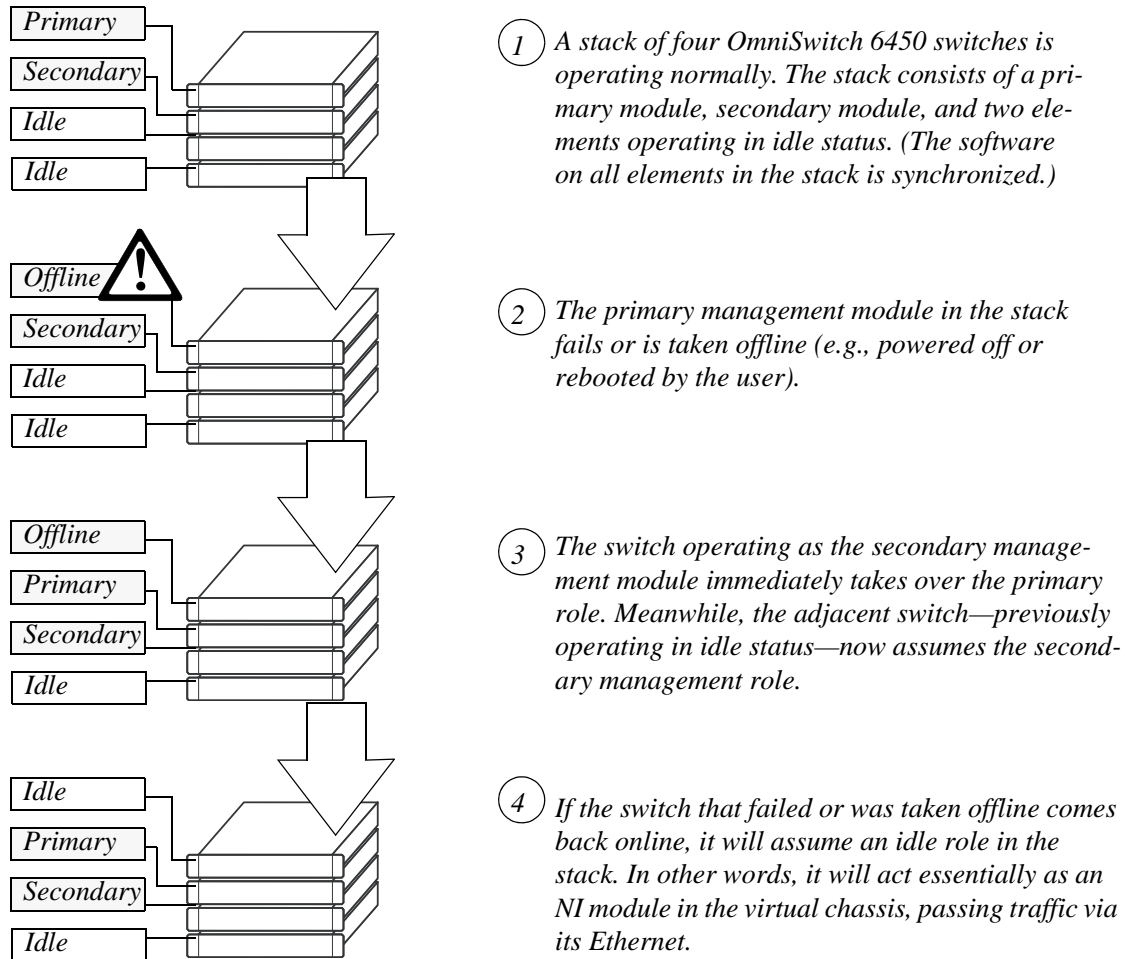 Primary
Secondary
Idle
Idle
1
A stack of four OmniSwitch 6450 switches is
operating normally. The stack consists of a pri-
mary module, secondary module, and two ele-
ments operating in idle status. (The software
on all elements in the stack is synchronized.)
Offline
!
Secondary
Idle
Idle
2
The primary management module in the stack
fails or is taken offline (e.g., powered off or
rebooted by the user).
Offline
Primary
Secondary
Idle
3
The switch operating as the secondary manage-
ment module immediately takes over the primary
role. Meanwhile, the adjacent switch—previously
operating in idle status—now assumes the second-
ary management role.
Idle
Primary
Secondary
Idle
4
If the switch that failed or was taken offline comes
back online, it will assume an idle role in the
stack. In other words, it will act essentially as an
NI module in the virtual chassis, passing traffic via
its Ethernet.